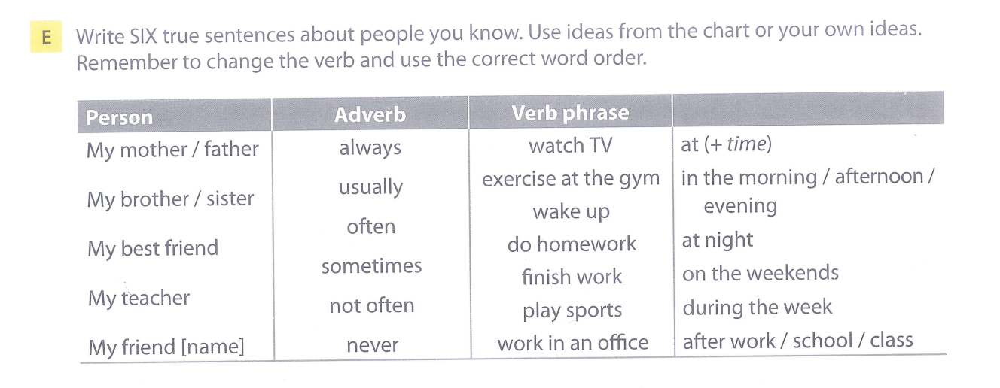 E Write SIX true sentences about people you know. Use ideas from the chart or your own ideas.
Remember to change the verb and use the correct word order.
Person Adverb Verb phrase
My mother / father always watch TV at (+ time)
usually exercise at the gym in the morning / afternoon /
My brother / sister wake up evening
often
My best friend do homework at night
sometimes finish work on the weekends
My teacher not often play sports during the week
My friend [name] never work in an office after work / school / class